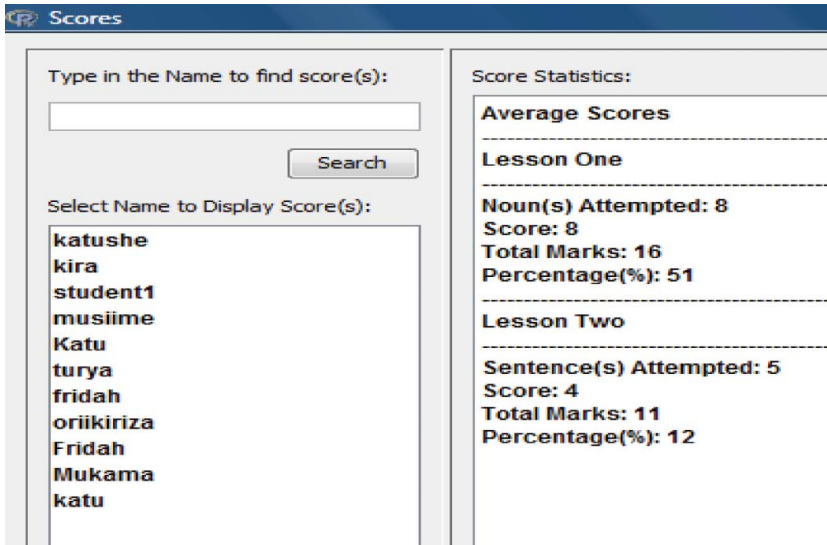 Scores
Type in the Name to find score(s):
Search
Select Name to Display Score(s):
katushe
kira
student1
musiime
Katu
turya
fridah
oriikiriza
Fridah
Mukama
katu
Score Statistics:
Average Scores
Lesson One
Noun(s) Attempted: 8
Score: 8
Total Marks: 16
Percentage(%): 51
Lesson Two
Sentence(s) Attempted: 5
Score: 4
Total Marks: 11
Percentage(%): 12